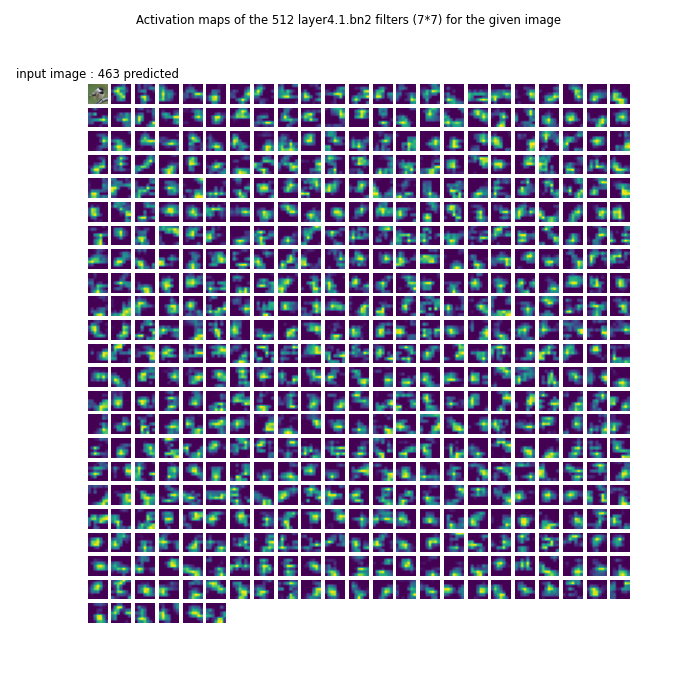 Activation maps of the 512 layer4.1.bn2 filters (7*7) for the given image
input image : 463 predicted